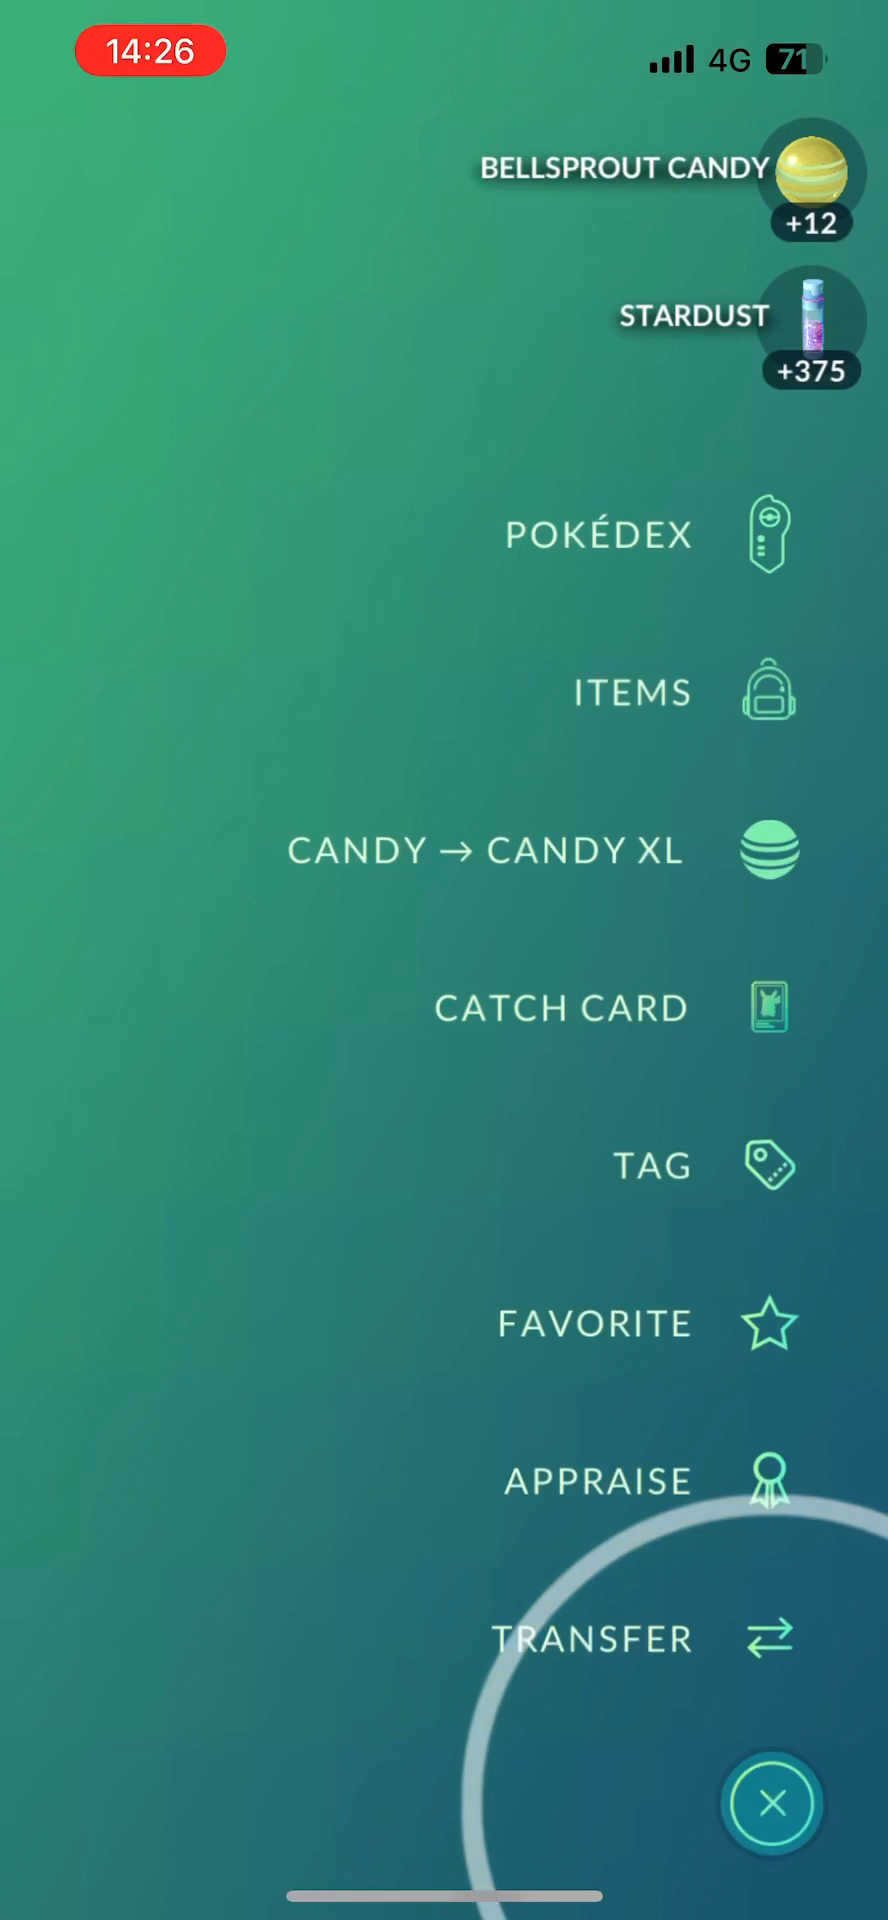 14:26
4G 71
BELLSPROUT CANDY
+12
STARDUST
+375
POKÉDEX
ITEMS
CANDY → CANDY XL
CATCH CARD
TAG
FAVORITE
APPRAISE
TRANSFER